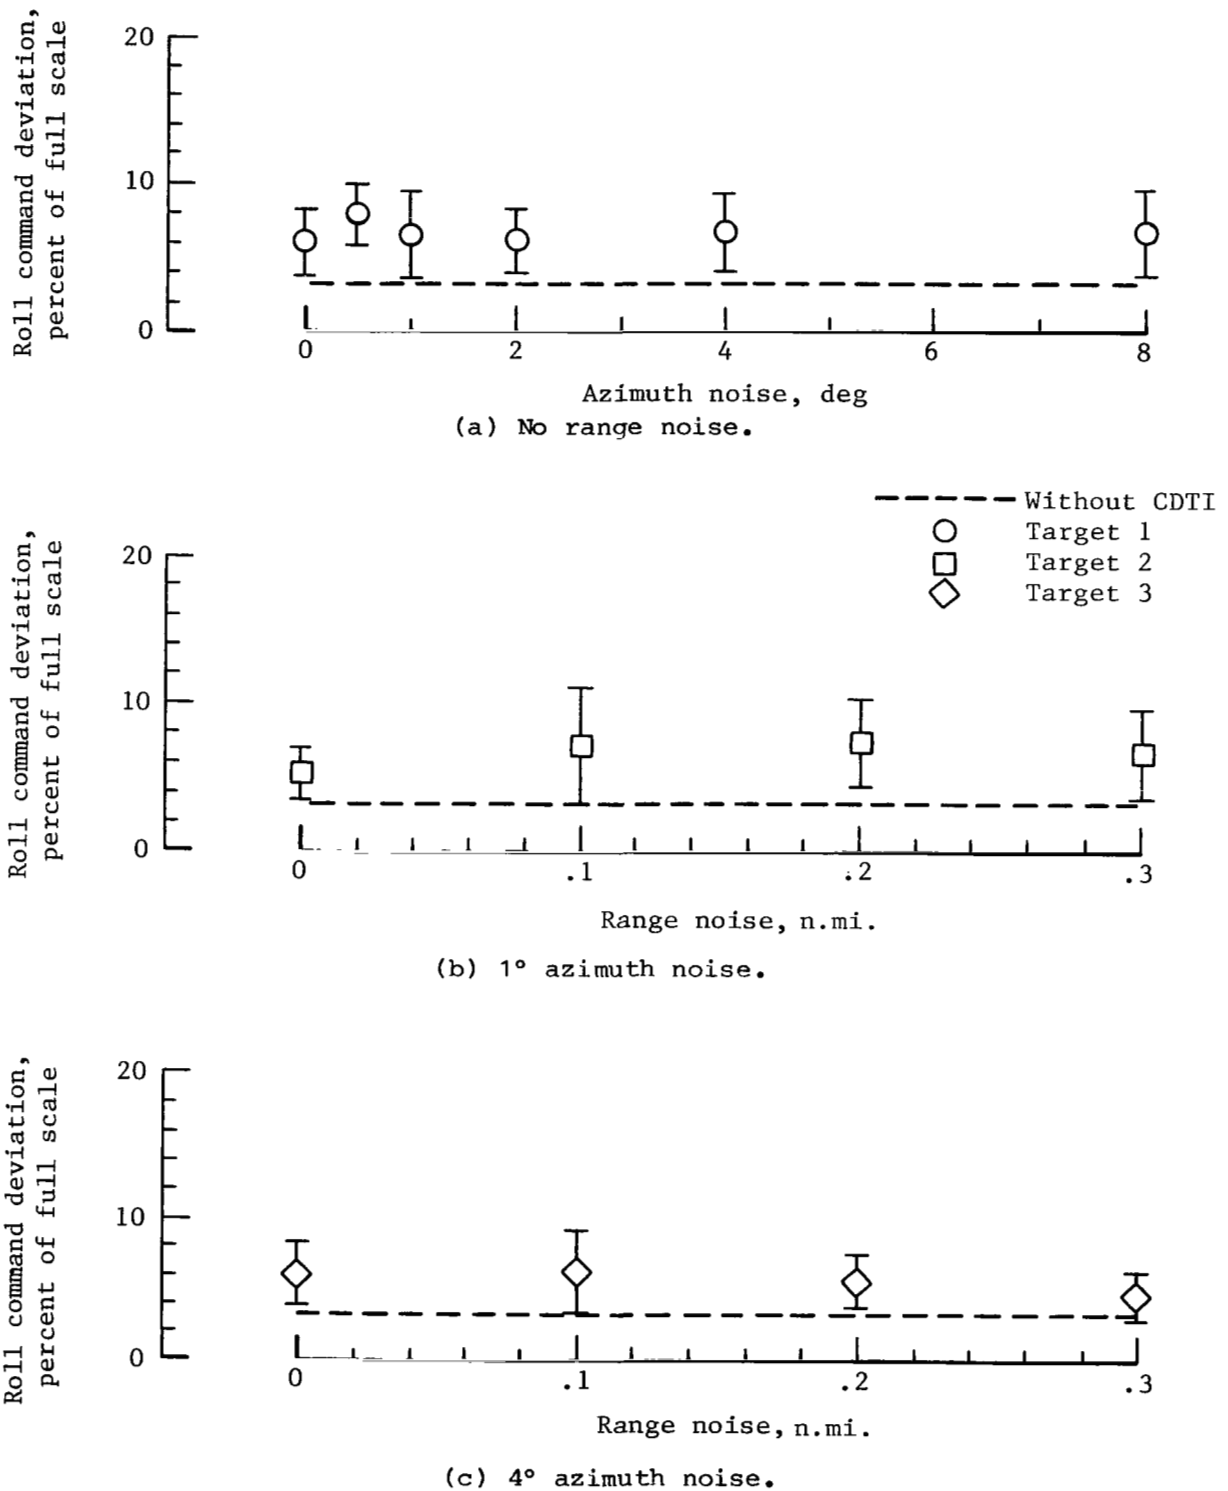 Roll command deviation,
percent of full scale
20
10
0
0 2 4 6 8
Azimuth noise, deg
(a) No range noise.
Without CDTI
Target 1
Target 2
Target 3
Roll command deviation,
percent of full scale
20
10
0
0 .1 .2 .3
Range noise, n.mi.
(b) 1° azimuth noise.
Roll command deviation,
percent of full scale
20
10
0
0 .1 .2 .3
Range noise, n.mi.
(c) 4° azimuth noise.